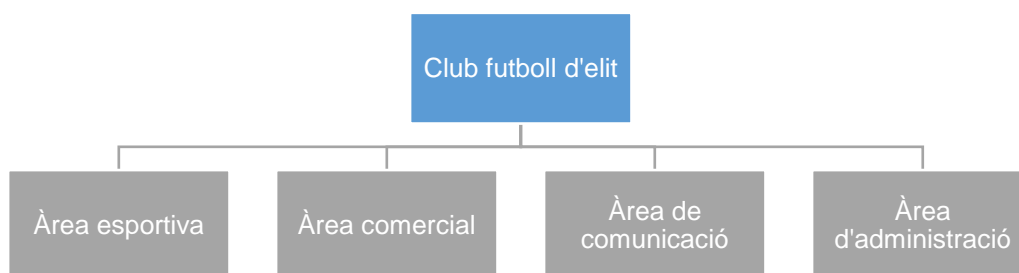 Club futboll d'elit
Àrea esportiva
Àrea comercial
Àrea de
comunicació
Àrea
d'administració